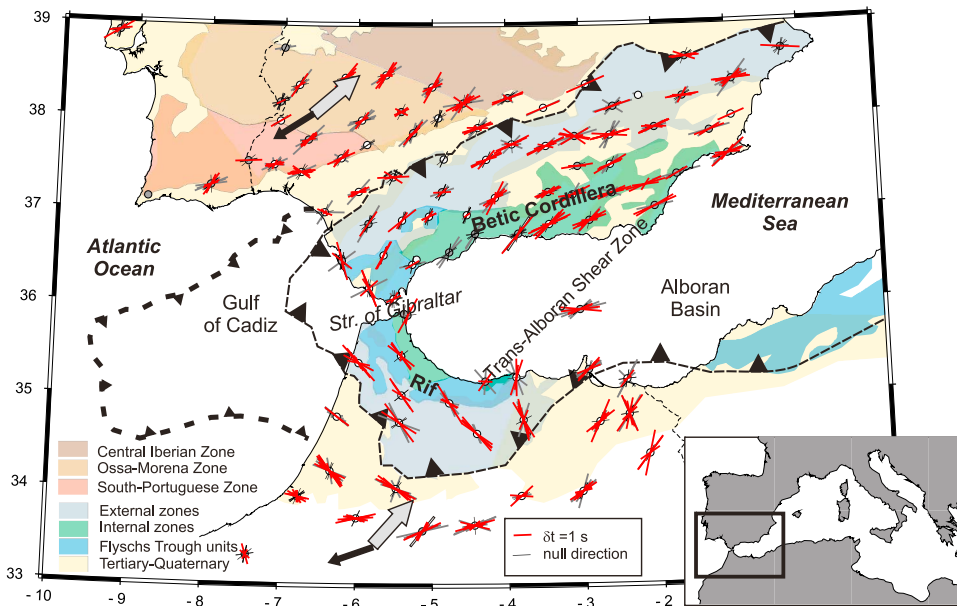 39
38
37
36
35
34
33
Betic Cordillera
Mediterranean
Sea
Atlantic
Ocean
Gulf
of Cadiz
Str. of Gibraltar
Trans-Alboran Shear Zone
Alboran
Basin
Rif
Central Iberian Zone
Ossa-Morena Zone
South-Portuguese Zone
External zones
Internal zones
Flyschs Trough units
Tertiary-Quaternary
δt =1 s
null direction
- 10
- 9
- 8
- 7
- 6
- 5
- 4
- 3
- 2